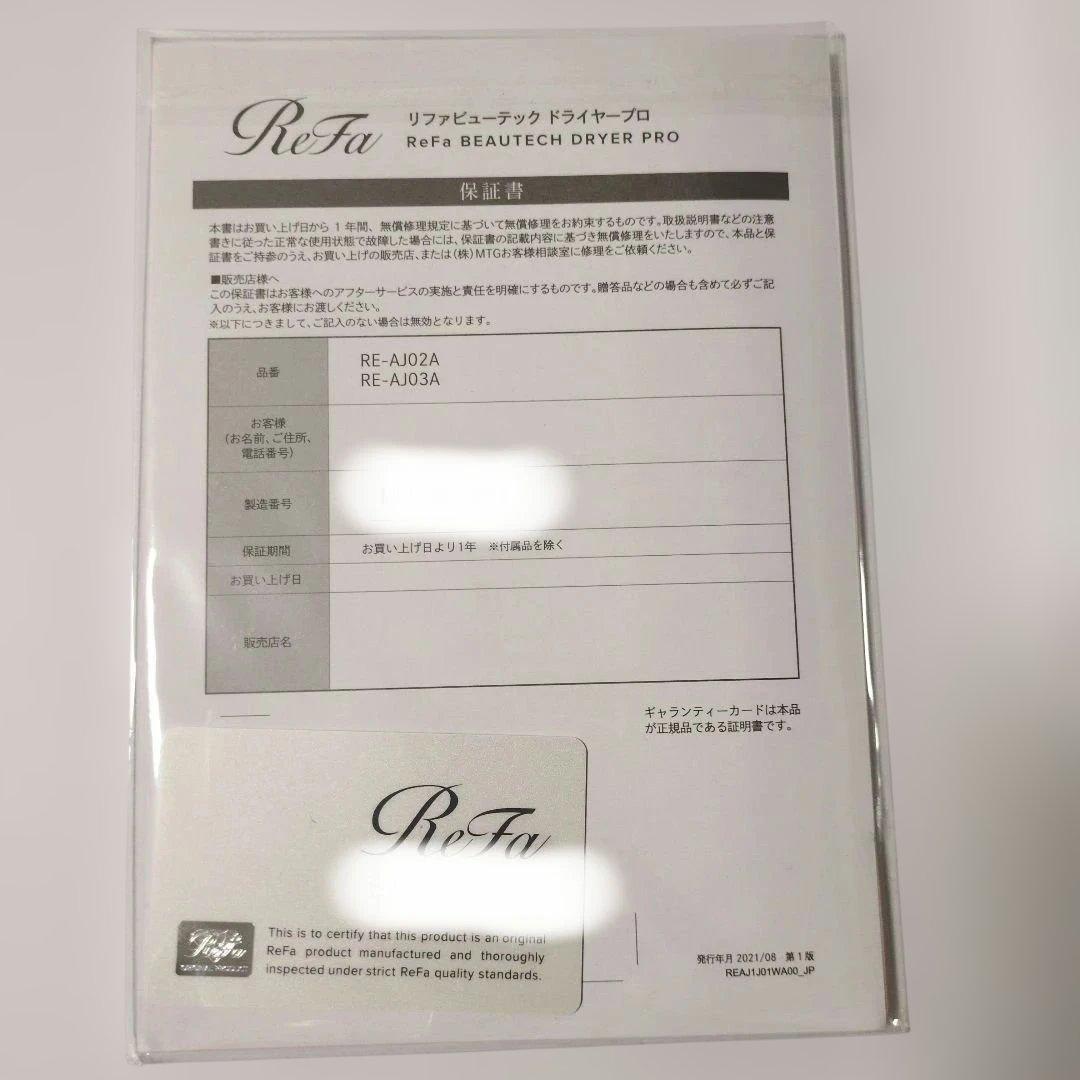 ReFa
リファビューテック ドライヤープロ
ReFa BEAUTECH DRYER PRO
保証書
本書はお買い上げ日から 1 年間、無償修理規定に基づいて無償修理をお約束するものです。取扱説明書などの注意
書きに従った正常な使用状態で故障した場合には、保証書の記載内容に基づき無償修理をいたしますので、本品と保
証書をご持参のうえ、お買い上げの販売店、または(株)MTGお客様相談室に修理をご依頼ください。
■販売店様へ
この保証書はお客様へのアフターサービスの実施と責任を明確にするものです。贈答品などの場合も含めて必ずご記
入のうえ、お客様にお渡しください。
※以下につきまして、ご記入のない場合は無効となります。
品番
RE-AJ02A
RE-AJ03A
お客様
(お名前、ご住所、
電話番号)
製造番号
保証期間
お買い上げ日より1年 ※付属品を除く
お買い上げ日
販売店名
ギャランティーカードは本品
が正規品である証明書です。
ReFa
ReFa
This is to certify that this product is an original
ReFa product manufactured and thoroughly
inspected under strict ReFa quality standards.
発行年月 2021/08 第1版
REAJ1J01WA00_JP